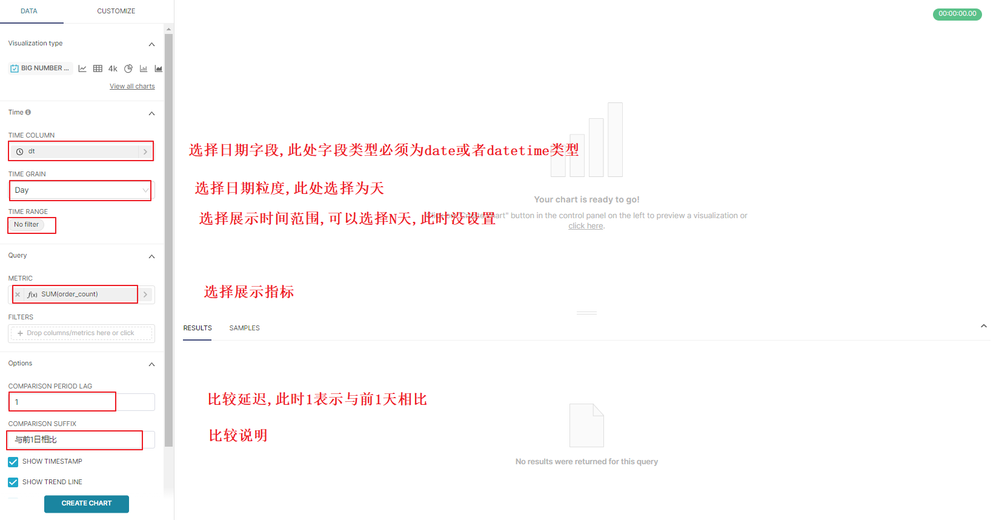 DATA
CUSTOMIZE
00:00:00.00
Visualization type
BIG NUMBER ...
4k
View all charts
Time
TIME COLUMN
dt
选择日期字段,此处字段类型必须为date或者datetime类型
TIME GRAIN
Day
选择日期粒度,此处选择为天
Your chart is ready to go!
TIME RANGE
No filter
选择展示时间范围,可以选择N天,此时没设置
Click on "Create chart" button in the control panel on the left to preview a visualization or
click here.
Query
METRIC
f(x) SUM(order_count)
选择展示指标
FILTERS
+ Drop columns/metrics here or click
RESULTS
SAMPLES
Options
COMPARISON PERIOD LAG
1
比较延迟,此时1表示与前1天相比
COMPARISON SUFFIX
与前1日相比
比较说明
No results were returned for this query
SHOW TIMESTAMP
SHOW TREND LINE
CREATE CHART